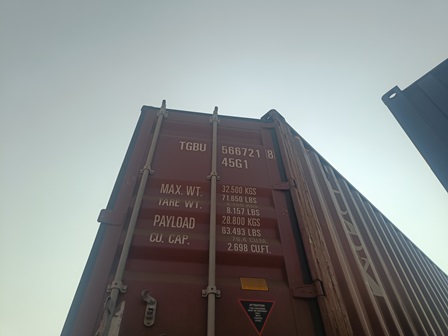 TGBU 566721 8
45G1
MAX. WT. 32.500 KGS
71.650 LBS
TARE WT.
8.157 LBS
PAYLOAD 28.800 KGS
63.493 LBS
CU. CAP.
2.698 CU.FT.